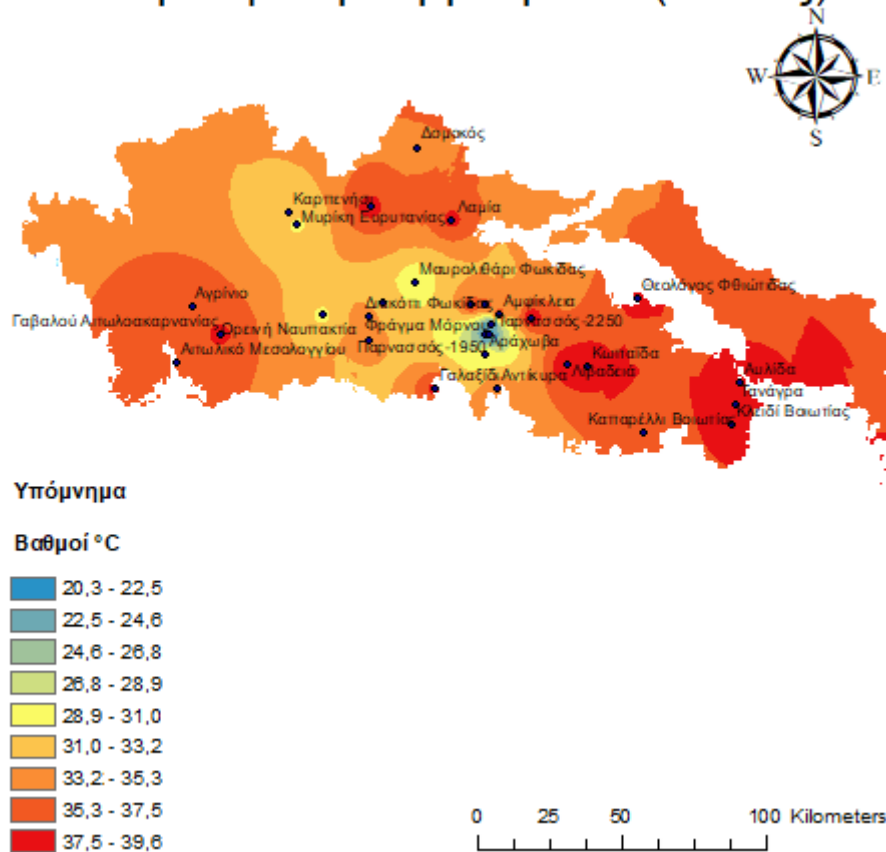 N
W E
S
Δομοκός
Καρπενήσι
Μυρίκη Ευρυτανίας
Λαμία
Μαυρολιθάρι Φωκίδας
Θεολόγος Φθιώτιδας
Αγρίνιο
Διακόπι Φωκίδας
Αμφίκλεια
Γαβαλού Αιτωλοακαρνανίας
Ορεινή Ναυπακτία
Φράγμα Μόρνου
Παρνασσός -2250
Αιτωλικό Μεσολογγίου
Παρνασσός -1950
Αράχωβα
Κωπαΐδα
Γαλαξίδι
Αντίκυρα
Λιβαδειά
Αυλίδα
Τανάγρα
Καπαρέλλι Βοιωτίας
Κλειδί Βοιωτίας
Υπόμνημα
Βαθμοί °C
20,3 - 22,5
22,5 - 24,6
24,6 - 26,8
26,8 - 28,9
28,9 - 31,0
31,0 - 33,2
33,2 - 35,3
35,3 - 37,5
37,5 - 39,6
0 25 50 100 Kilometers